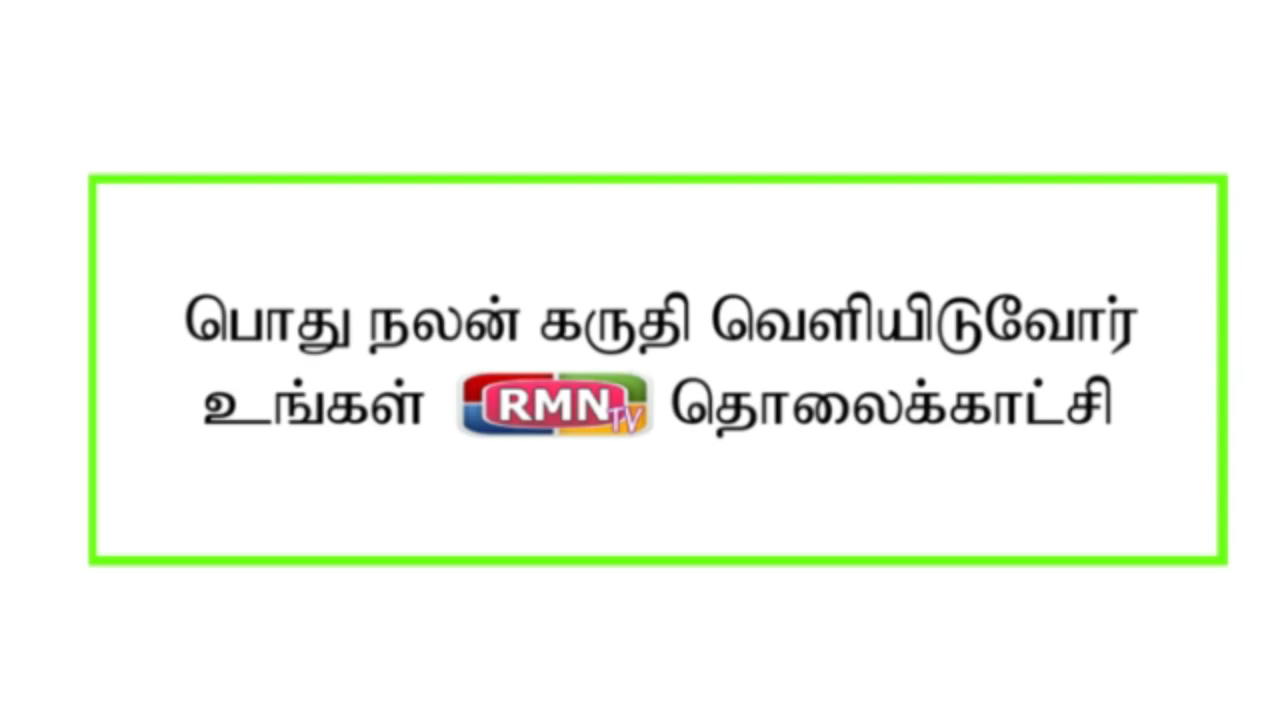 பொது நலன் கருதி வெளியிடுவோர்
உங்கள் RMN TV தொலைக்காட்சி